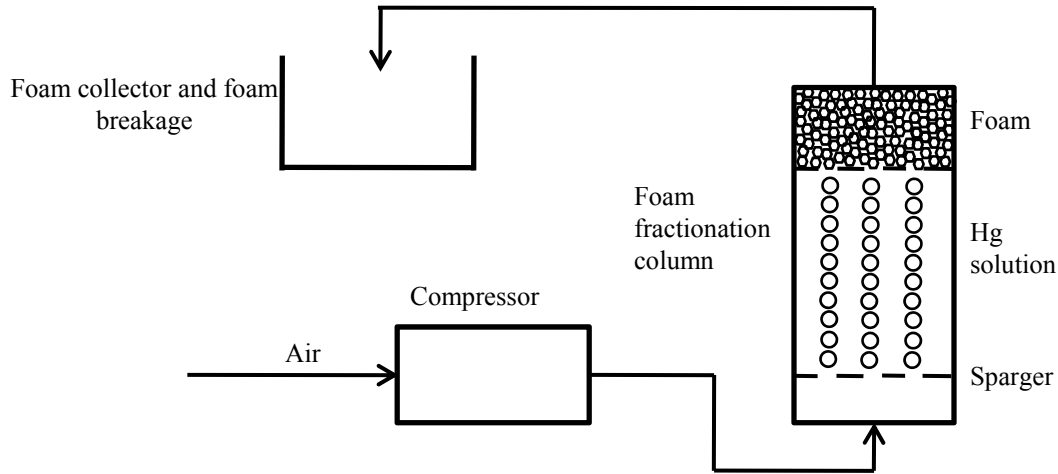 Foam collector and foam
breakage
Foam
Foam
fractionation
column
Hg
solution
Compressor
Air
Sparger